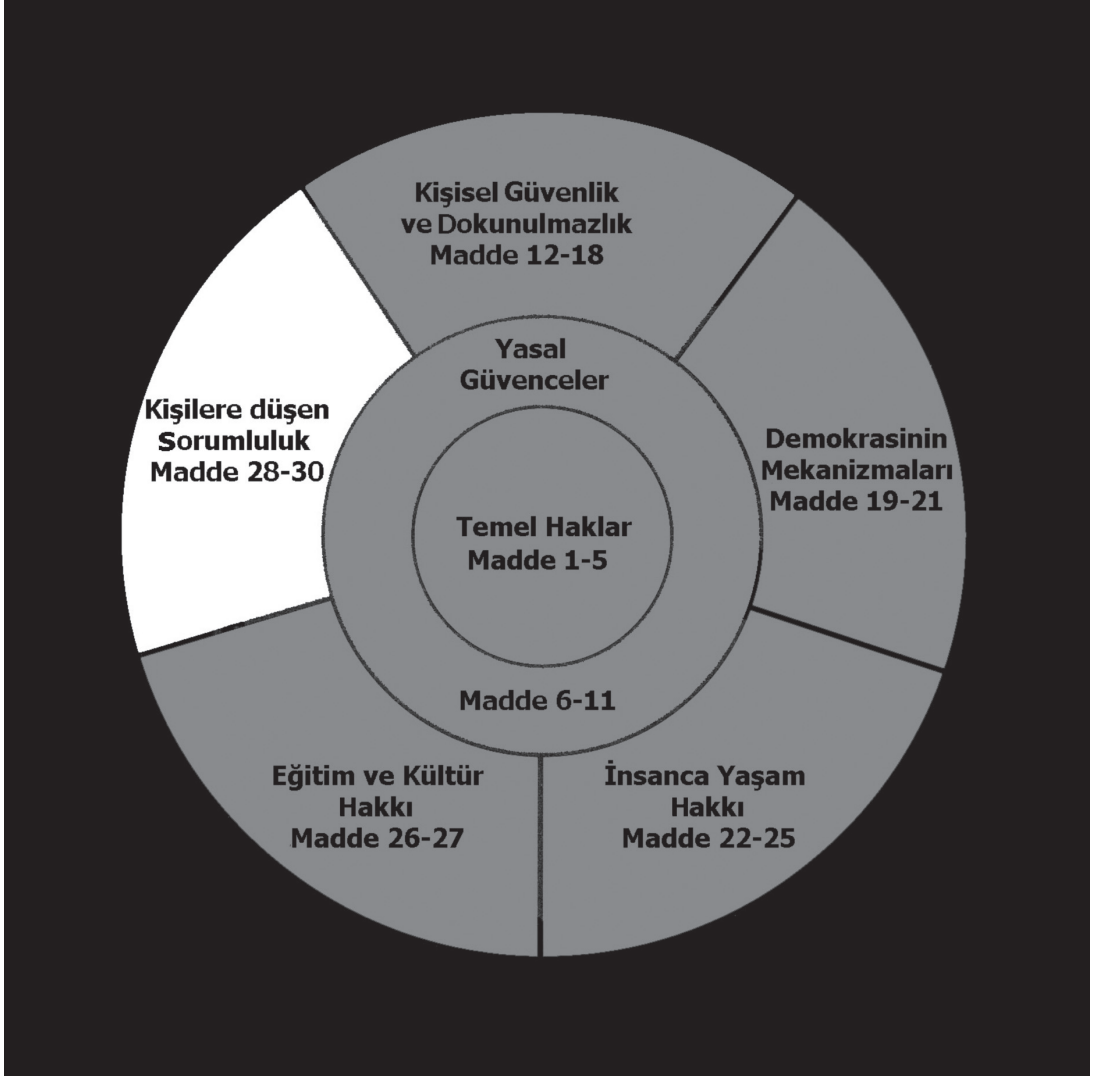 Kişisel Güvenlik
ve Dokunulmazlık
Madde 12-18
Yasal
Güvenceler
Kişilere düşen
Sorumluluk
Madde 28-30
Demokrasinin
Mekanizmaları
Madde 19-21
Temel Haklar
Madde 1-5
Madde 6-11
Eğitim ve Kültür
Hakkı
Madde 26-27
İnsanca Yaşam
Hakkı
Madde 22-25